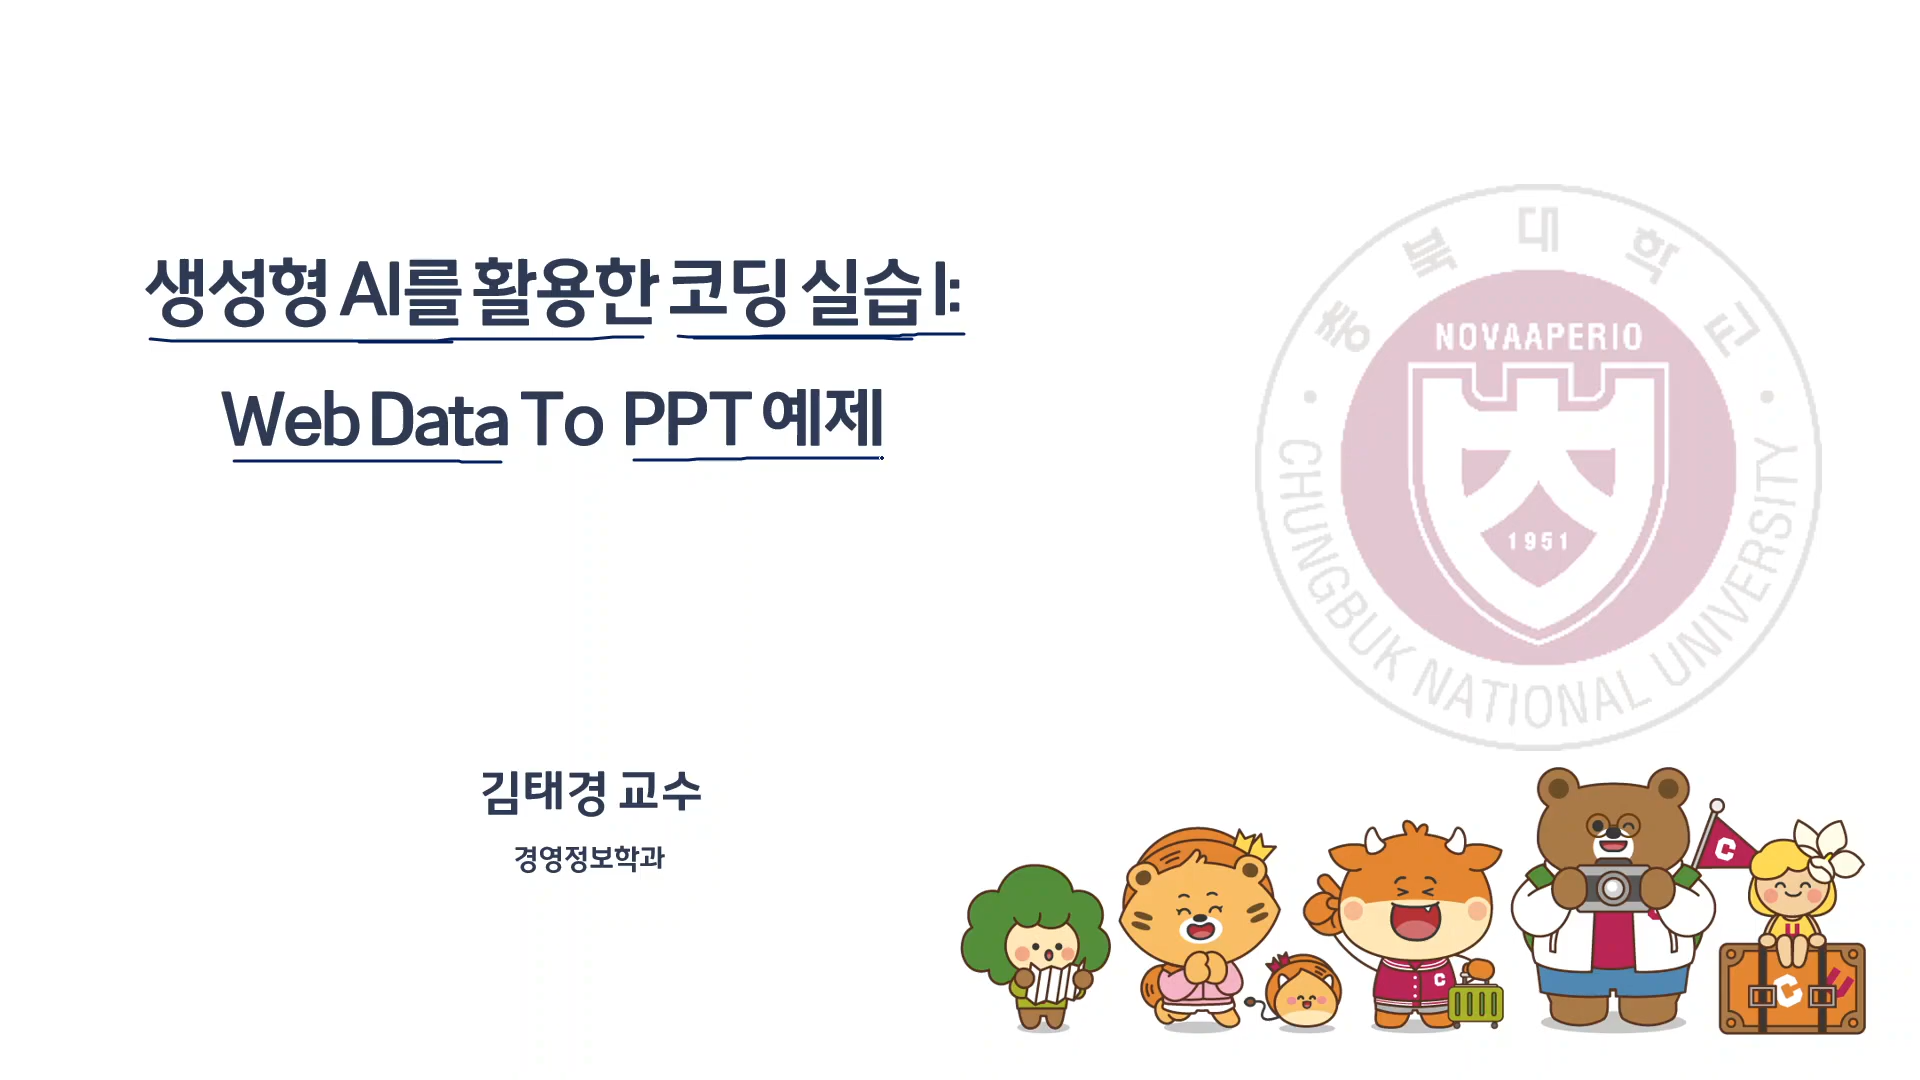 생성형 AI를 활용한 코딩 실습 I:
Web Data To PPT 예제
김태경 교수
경영정보학과
충북대학교
NOVAAPERIO
1951
CHUNGBUK NATIONAL UNIVERSITY
C
C
U
C U